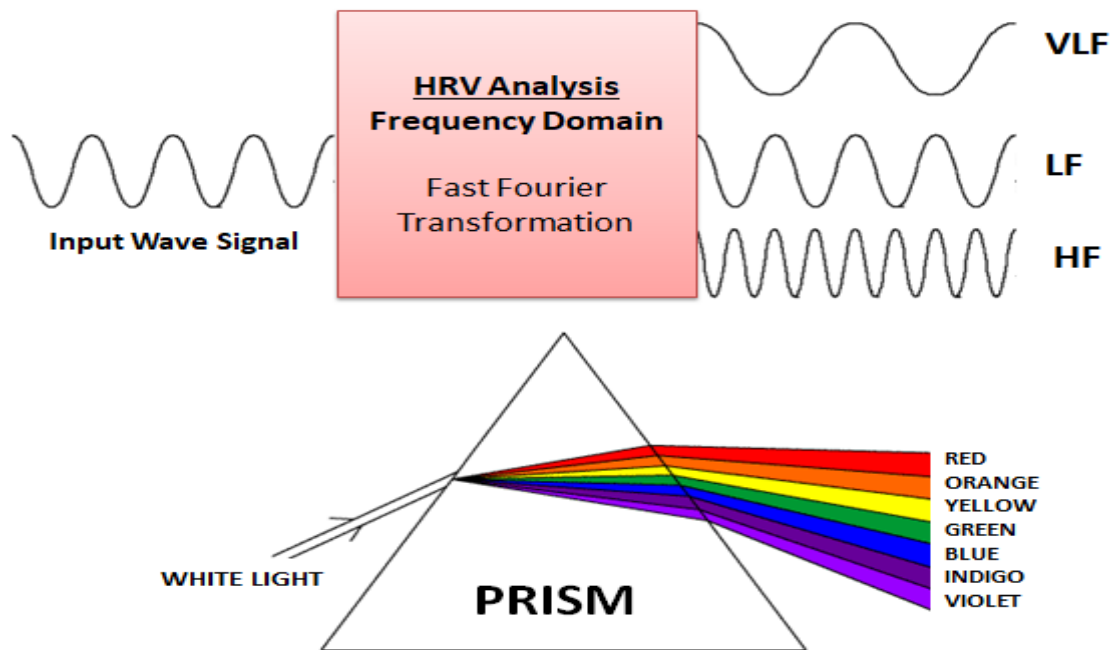 HRV Analysis
Frequency Domain
Fast Fourier
Transformation
Input Wave Signal
VLF
LF
HF
WHITE LIGHT
PRISM
RED
ORANGE
YELLOW
GREEN
BLUE
INDIGO
VIOLET